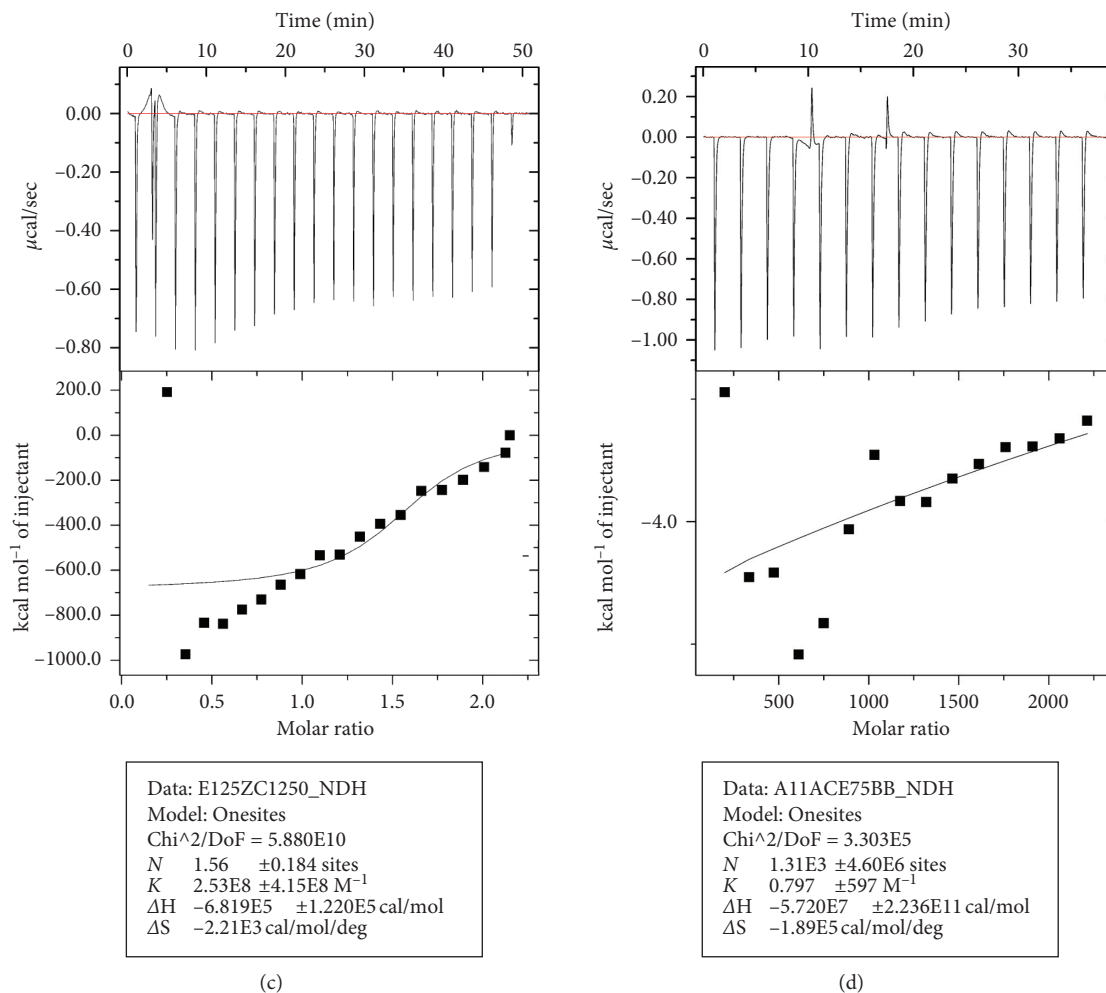 Time (min)
0 10 20 30 40 50
0.00
−0.20
−0.40
−0.60
−0.80
μcal/sec
200.0
0.0
−200.0
−400.0
−600.0
−800.0
−1000.0
kcal mol⁻¹ of injectant
0.0 0.5 1.0 1.5 2.0
Molar ratio
Data: E125ZC1250_NDH
Model: Onesites
Chi^2/DoF = 5.880E10
N 1.56 ±0.184 sites
K 2.53E8 ±4.15E8 M⁻¹
ΔH −6.819E5 ±1.220E5 cal/mol
ΔS −2.21E3 cal/mol/deg
(c)
Time (min)
0 10 20 30
0.20
0.00
−0.20
−0.40
−0.60
−0.80
−1.00
μcal/sec
−4.0
kcal mol⁻¹ of injectant
500 1000 1500 2000
Molar ratio
Data: A11ACE75BB_NDH
Model: Onesites
Chi^2/DoF = 3.303E5
N 1.31E3 ±4.60E6 sites
K 0.797 ±597 M⁻¹
ΔH −5.720E7 ±2.236E11 cal/mol
ΔS −1.89E5 cal/mol/deg
(d)